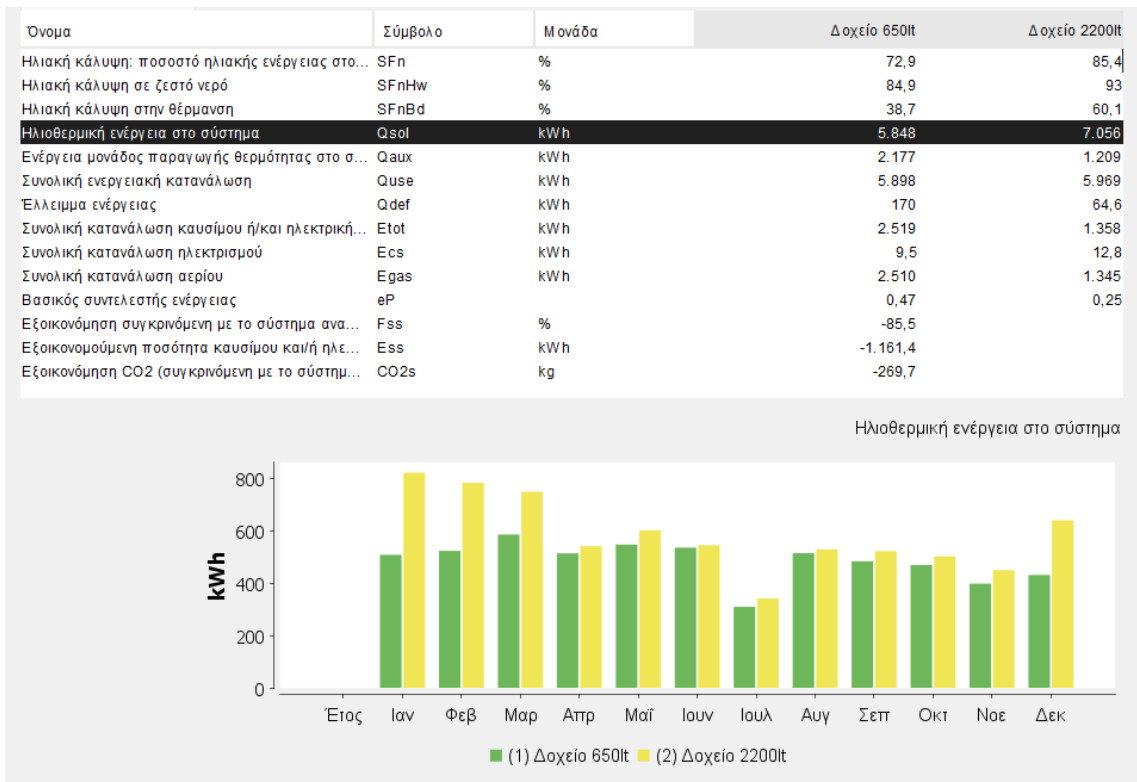 Όνομα Σύμβολο Μονάδα Δοχείο 650lt Δοχείο 2200lt
Ηλιακή κάλυψη: ποσοστό ηλιακής ενέργειας στο... SFn % 72,9 85,4
Ηλιακή κάλυψη σε ζεστό νερό SFnHw % 84,9 93
Ηλιακή κάλυψη στην θέρμανση SFnBd % 38,7 60,1
Ηλιοθερμική ενέργεια στο σύστημα Qsol kWh 5.848 7.056
Ενέργεια μονάδος παραγωγής θερμότητας στο σ... Qaux kWh 2.177 1.209
Συνολική ενεργειακή κατανάλωση Quse kWh 5.898 5.969
Έλλειμμα ενέργειας Qdef kWh 170 64,6
Συνολική κατανάλωση καυσίμου ή/και ηλεκτρική... Etot kWh 2.519 1.358
Συνολική κατανάλωση ηλεκτρισμού Ecs kWh 9,5 12,8
Συνολική κατανάλωση αερίου Egas kWh 2.510 1.345
Βασικός συντελεστής ενέργειας eP 0,47 0,25
Εξοικονόμηση συγκρινόμενη με το σύστημα ανα... Fss % -85,5
Εξοικονομούμενη ποσότητα καυσίμου και/ή ηλε... Ess kWh -1.161,4
Εξοικονόμηση CO2 (συγκρινόμενη με το σύστημ... CO2s kg -269,7
Ηλιοθερμική ενέργεια στο σύστημα
kWh
800
600
400
200
0
Έτος Ιαν Φεβ Μαρ Απρ Μαΐ Ιουν Ιουλ Αυγ Σεπ Οκτ Νοε Δεκ
(1) Δοχείο 650lt (2) Δοχείο 2200lt